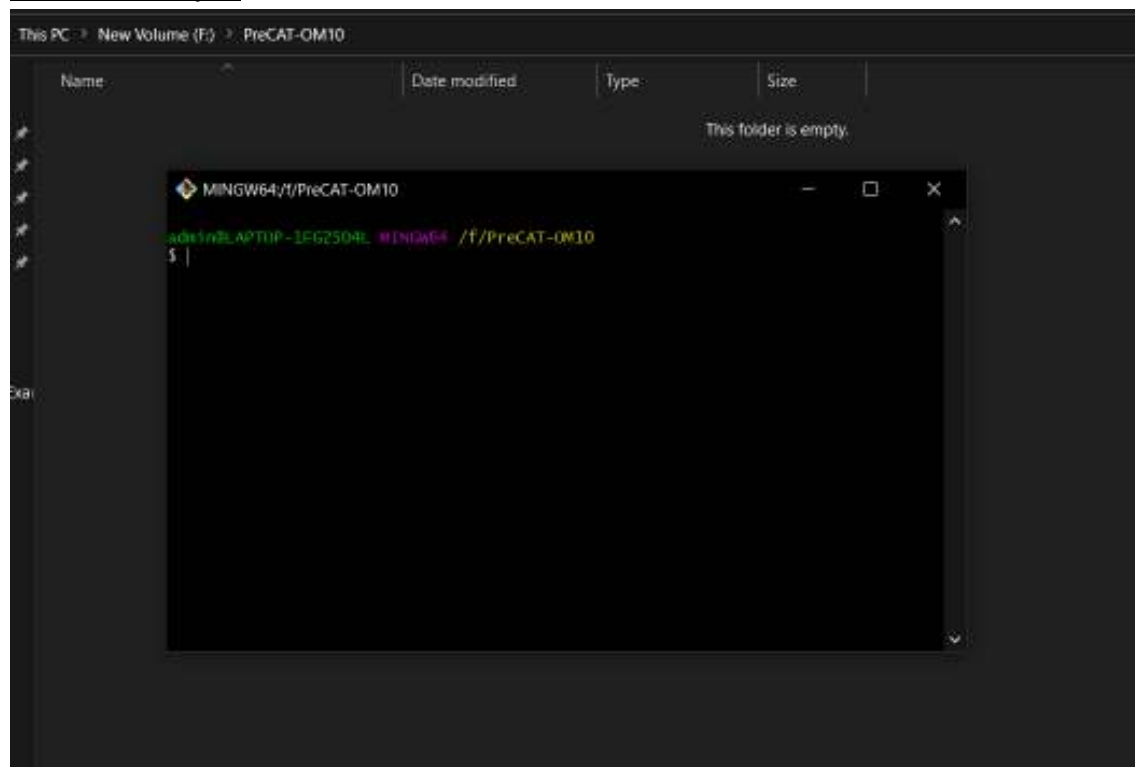 This PC > New Volume (F:) > PreCAT-OM10
Name Date modified Type Size
This folder is empty.
MINGW64:/f/PreCAT-OM10
MINGW64 /f/PreCAT-OM10
$
Exa